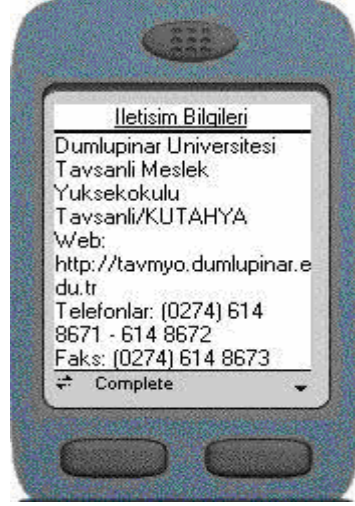 Iletisim Bilgileri
Dumlupinar Universitesi
Tavsanli Meslek
Yuksekokulu
Tavsanli/KUTAHYA
Web:
http://tavmyo.dumlupinar.e
du.tr
Telefonlar: (0274) 614
8671 - 614 8672
Faks: (0274) 614 8673
Complete